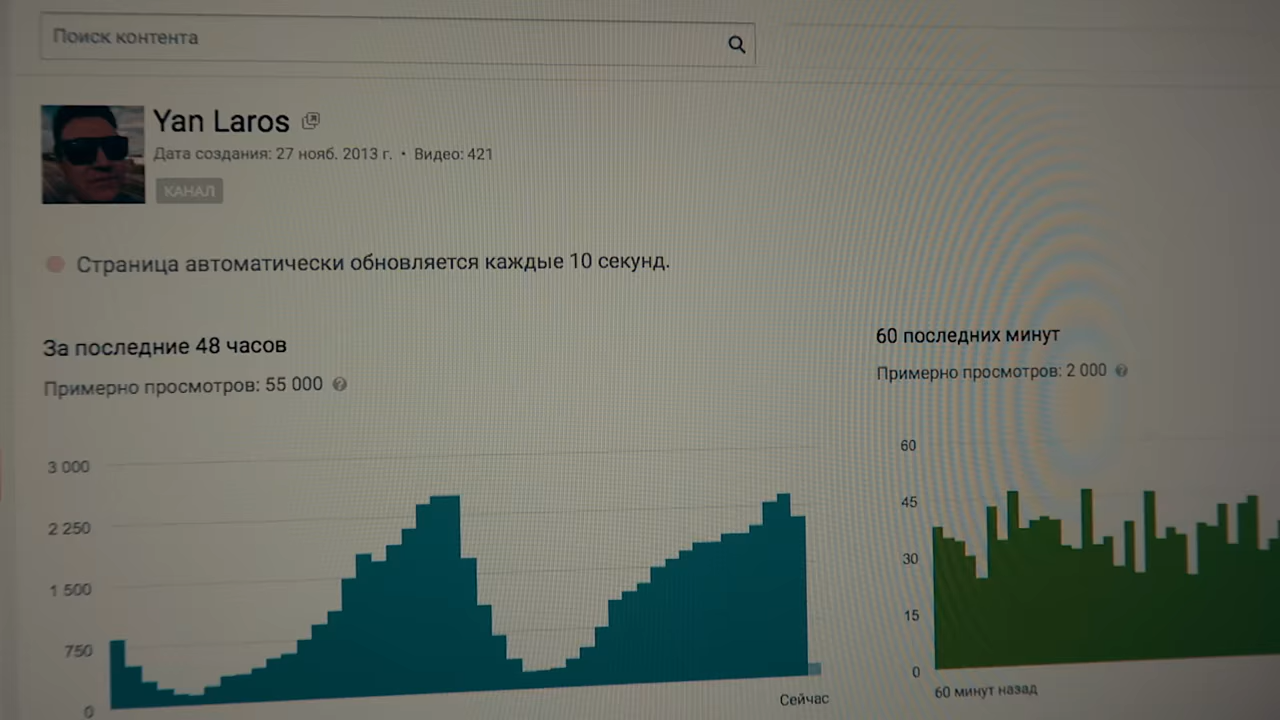 Поиск контента
Yan Laros
Дата создания: 27 нояб. 2013 г. • Видео: 421
КАНАЛ
Страница автоматически обновляется каждые 10 секунд.
За последние 48 часов
Примерно просмотров: 55 000 ?
3 000
2 250
1 500
750
0
Сейчас
60 последних минут
Примерно просмотров: 2 000 ?
60
45
30
15
0
60 минут назад